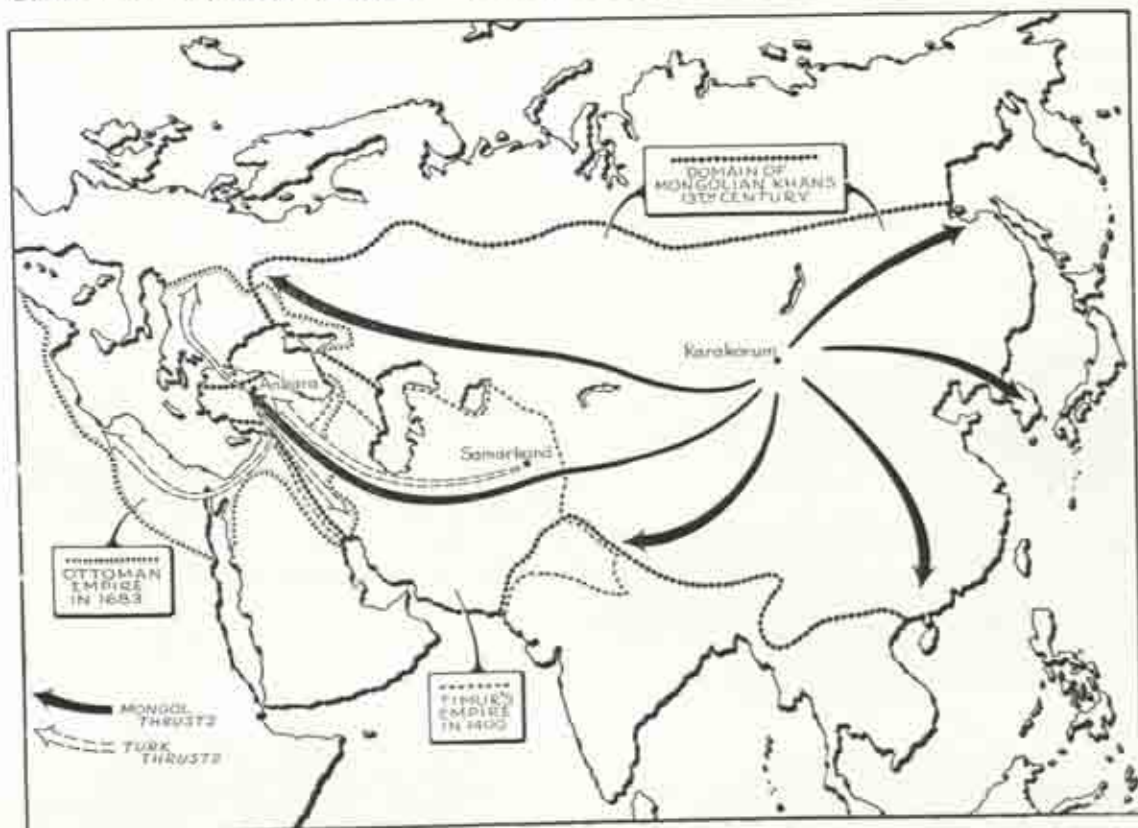 DOMAIN OF
MONGOLIAN KHANS
13TH CENTURY
Karakorum
Ankara
Samarkand
OTTOMAN
EMPIRE
IN 1683
TIMUR'S
EMPIRE
IN 1400
MONGOL
THRUSTS
TURK
THRUSTS